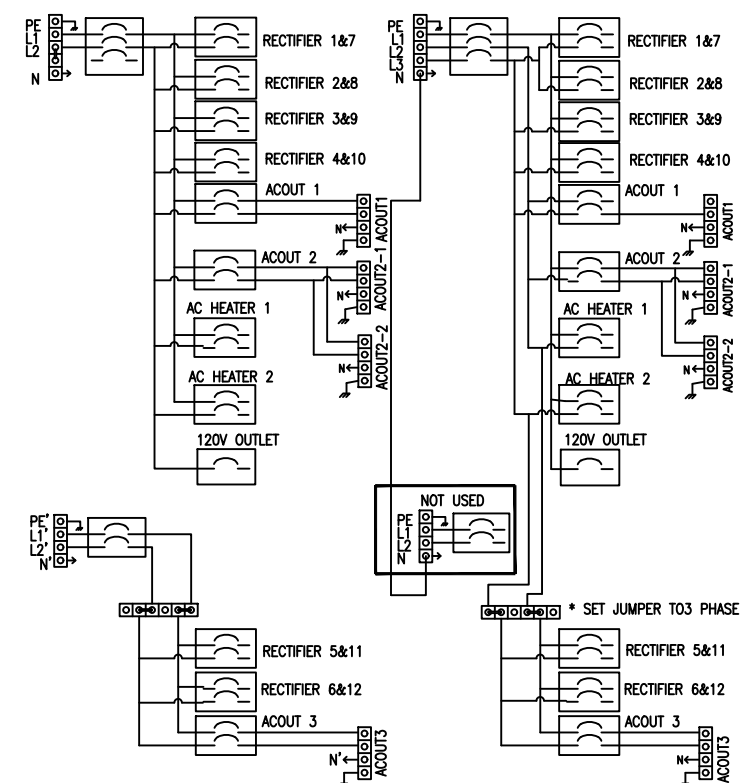 PE
L1
L2
N
RECTIFIER 1&7
RECTIFIER 2&8
RECTIFIER 3&9
RECTIFIER 4&10
ACOUT 1
N
ACOUT1
ACOUT 2
N
ACOUT2-1
AC HEATER 1
N
ACOUT2-2
AC HEATER 2
120V OUTLET
PE'
L1'
L2'
N'
RECTIFIER 5&11
RECTIFIER 6&12
ACOUT 3
N'
ACOUT3
PE
L1
L2
L3
N
RECTIFIER 1&7
RECTIFIER 2&8
RECTIFIER 3&9
RECTIFIER 4&10
ACOUT 1
N
ACOUT1
ACOUT 2
N
ACOUT2-1
AC HEATER 1
N
ACOUT2-2
AC HEATER 2
120V OUTLET
NOT USED
PE
L1
L2
N
* SET JUMPER TO3 PHASE
RECTIFIER 5&11
RECTIFIER 6&12
ACOUT 3
N
ACOUT3